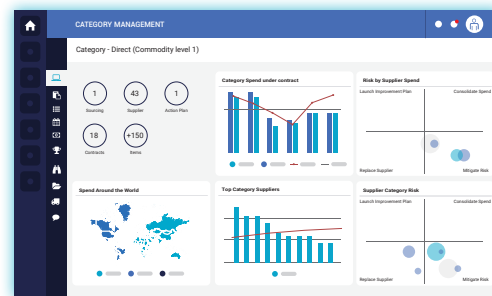 CATEGORY MANAGEMENT
Category - Direct (Commodity level 1)
1
Sourcing
43
Supplier
1
Action Plan
18
Contracts
+150
Items
Category Spend under contract
Risk by Supplier Spend
Launch Improvement Plan
Consolidate Spend
Replace Supplier
Mitigate Risk
Spend Around the World
Top Category Suppliers
Supplier Category Risk
Launch Improvement Plan
Consolidate Spend
Replace Supplier
Mitigate Risk